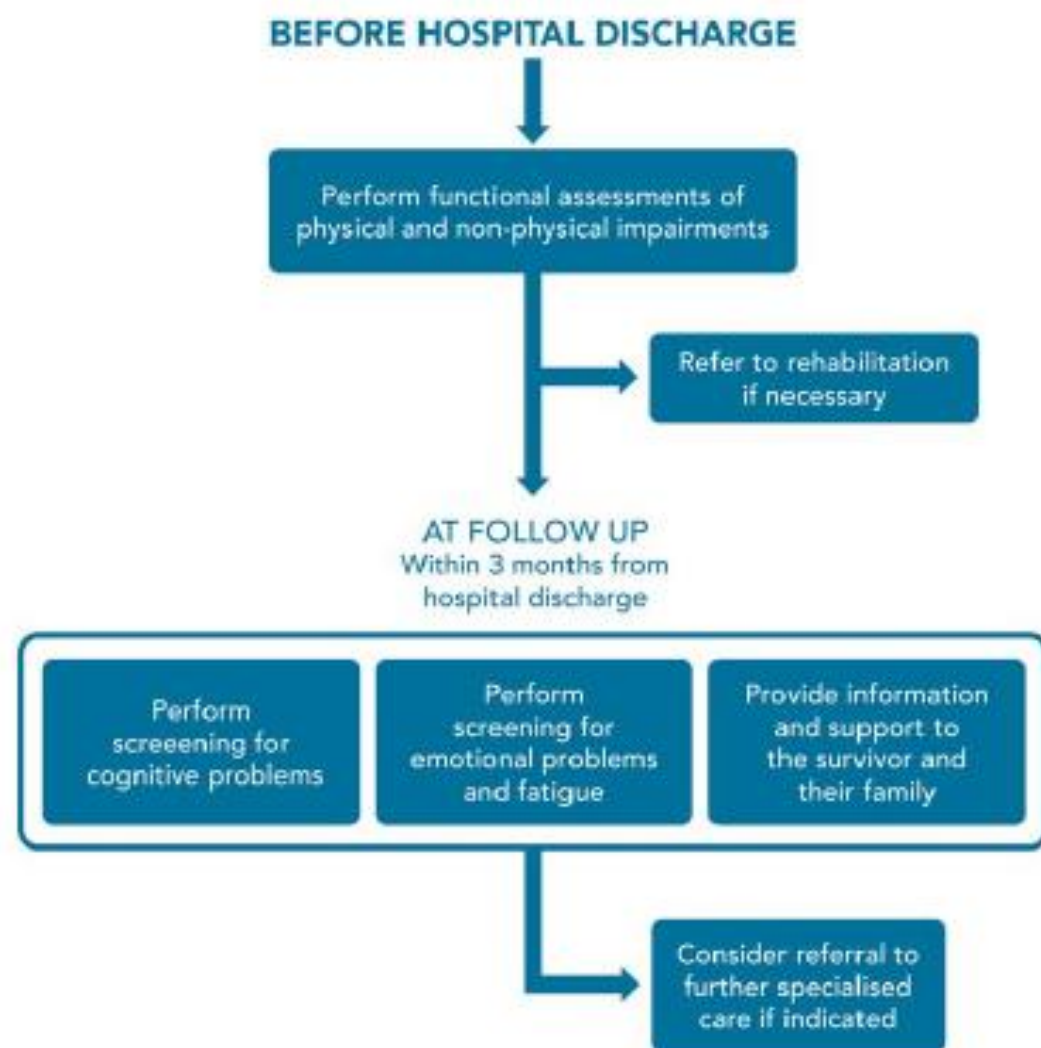 BEFORE HOSPITAL DISCHARGE
Perform functional assessments of
physical and non-physical impairments
Refer to rehabilitation
if necessary
AT FOLLOW UP
Within 3 months from
hospital discharge
Perform
screeening for
cognitive problems
Perform
screening for
emotional problems
and fatigue
Provide information
and support to
the survivor and
their family
Consider referral to
further specialised
care if indicated